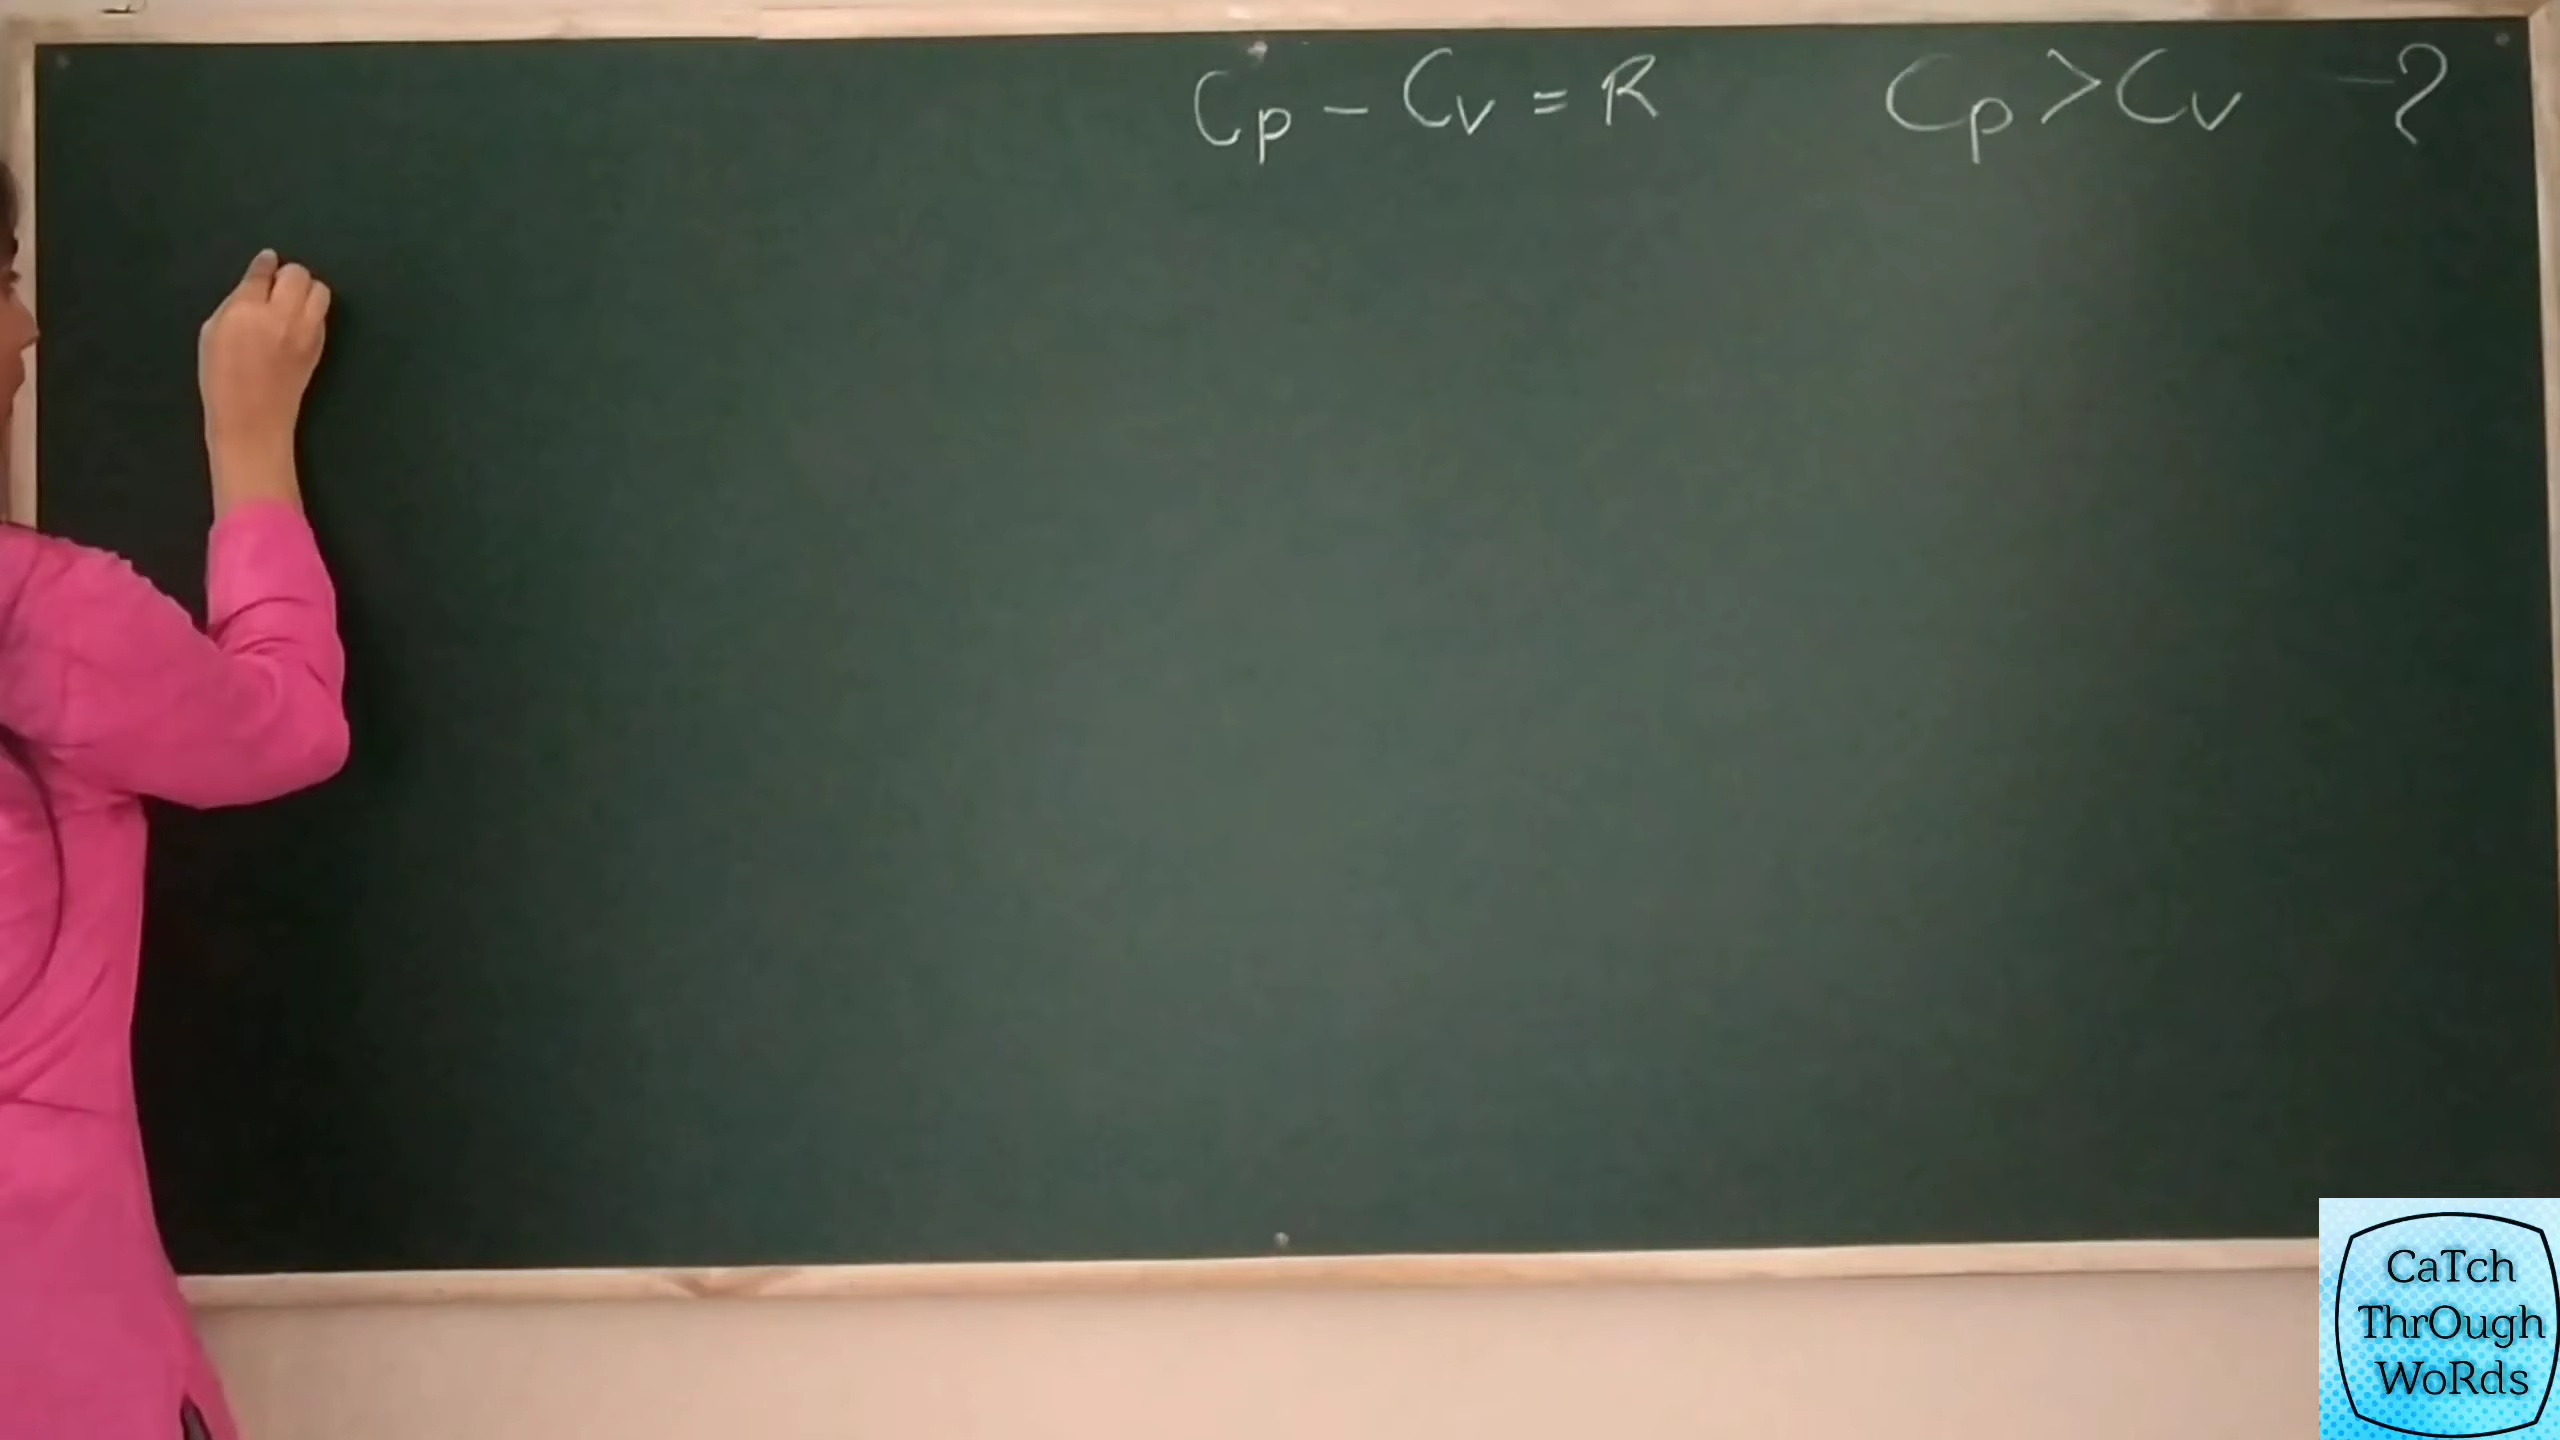 Cp - Cv = R
Cp > Cv - ?
CaTch
ThrOugh
WoRds